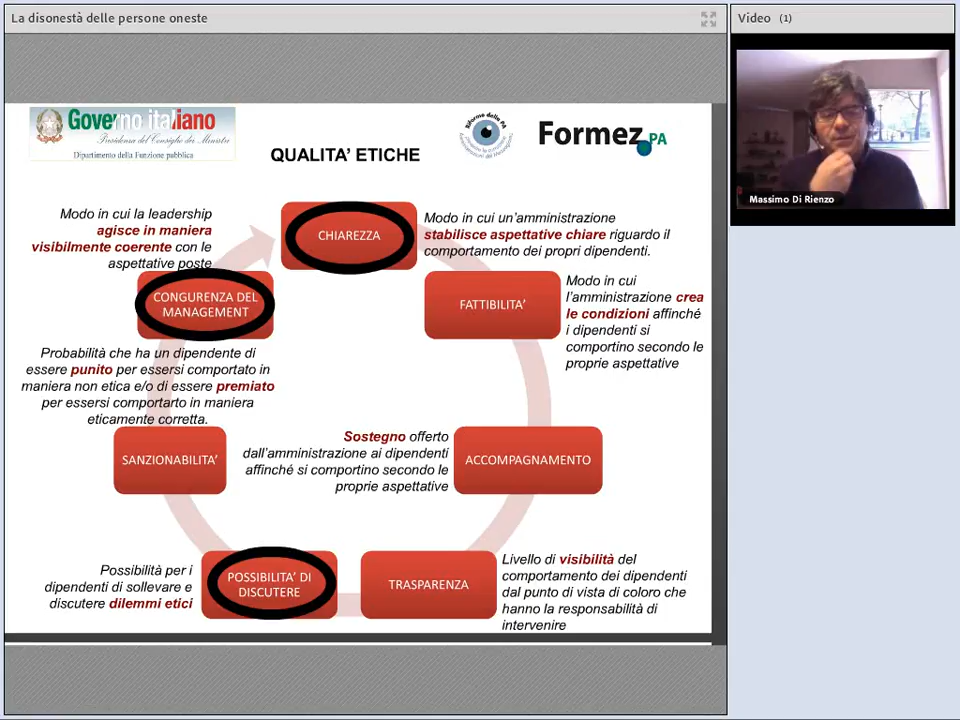 La disonestà delle persone oneste
Video (1)
Massimo Di Rienzo
Governo italiano
Presidenza del Consiglio dei Ministri
Dipartimento della Funzione pubblica
QUALITA' ETICHE
Riforme delle PA
Formez PA
Modo in cui la leadership
agisce in maniera
visibilmente coerente con le
aspettative poste
CHIAREZZA
Modo in cui un'amministrazione
stabilisce aspettative chiare riguardo il
comportamento dei propri dipendenti.
CONGURENZA DEL
MANAGEMENT
FATTIBILITA'
Modo in cui
l'amministrazione crea
le condizioni affinché
i dipendenti si
comportino secondo le
proprie aspettative
Probabilità che ha un dipendente di
essere punito per essersi comportato in
maniera non etica e/o di essere premiato
per essersi comportarto in maniera
eticamente corretta.
SANZIONABILITA'
Sostegno offerto
dall'amministrazione ai dipendenti
affinché si comportino secondo le
proprie aspettative
ACCOMPAGNAMENTO
Possibilità per i
dipendenti di sollevare e
discutere dilemmi etici
POSSIBILITA' DI
DISCUTERE
TRASPARENZA
Livello di visibilità del
comportamento dei dipendenti
dal punto di vista di coloro che
hanno la responsabilità di
intervenire